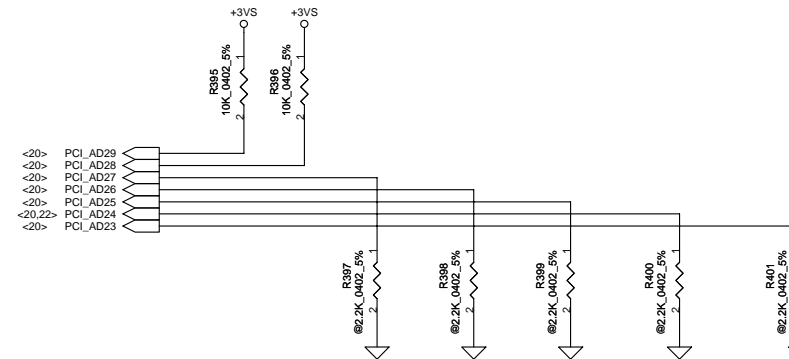 +3VS
+3VS
R395
10K_0402_5%
1
2
R396
10K_0402_5%
1
2
<20> PCI_AD29
<20> PCI_AD28
<20> PCI_AD27
<20> PCI_AD26
<20> PCI_AD25
<20,22> PCI_AD24
<20> PCI_AD23
R397
@2.2K_0402_5%
1
2
R398
@2.2K_0402_5%
1
2
R399
@2.2K_0402_5%
1
2
R400
@2.2K_0402_5%
1
2
R401
@2.2K_0402_5%
1
2